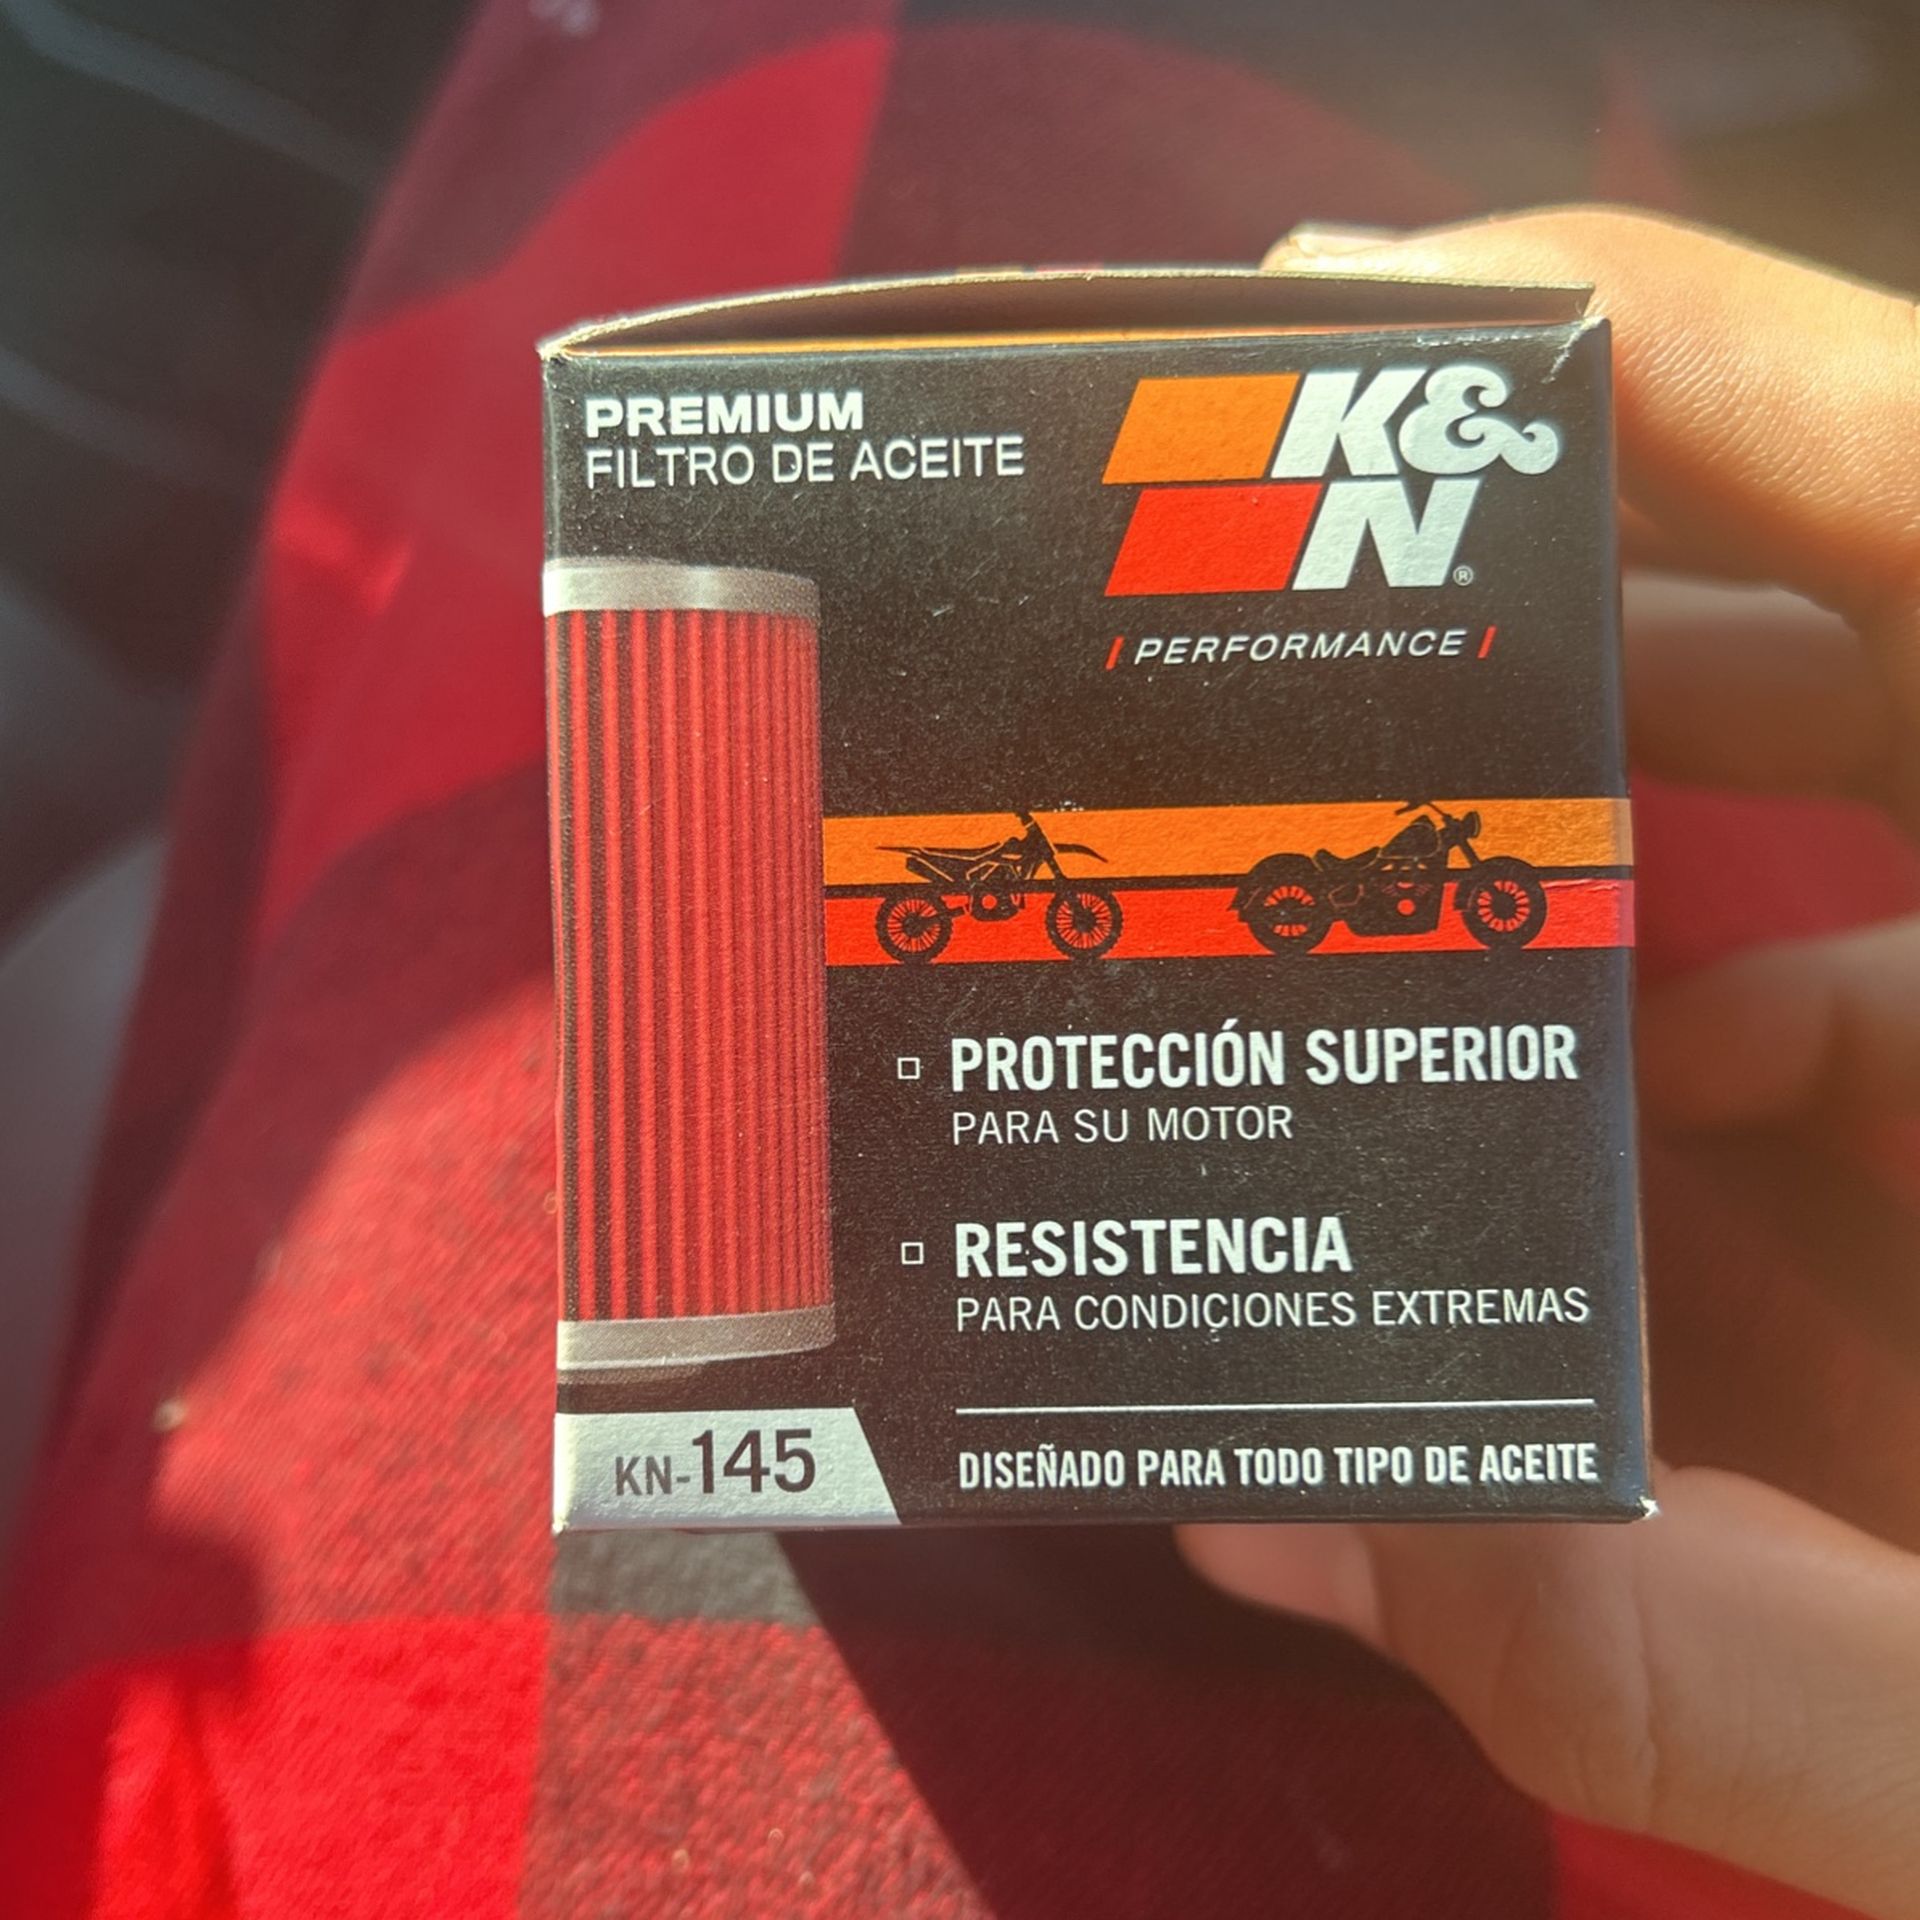 PREMIUM
FILTRO DE ACEITE
K&
N®
/ PERFORMANCE /
PROTECCIÓN SUPERIOR
PARA SU MOTOR
RESISTENCIA
PARA CONDICIONES EXTREMAS
KN-145
DISEÑADO PARA TODO TIPO DE ACEITE